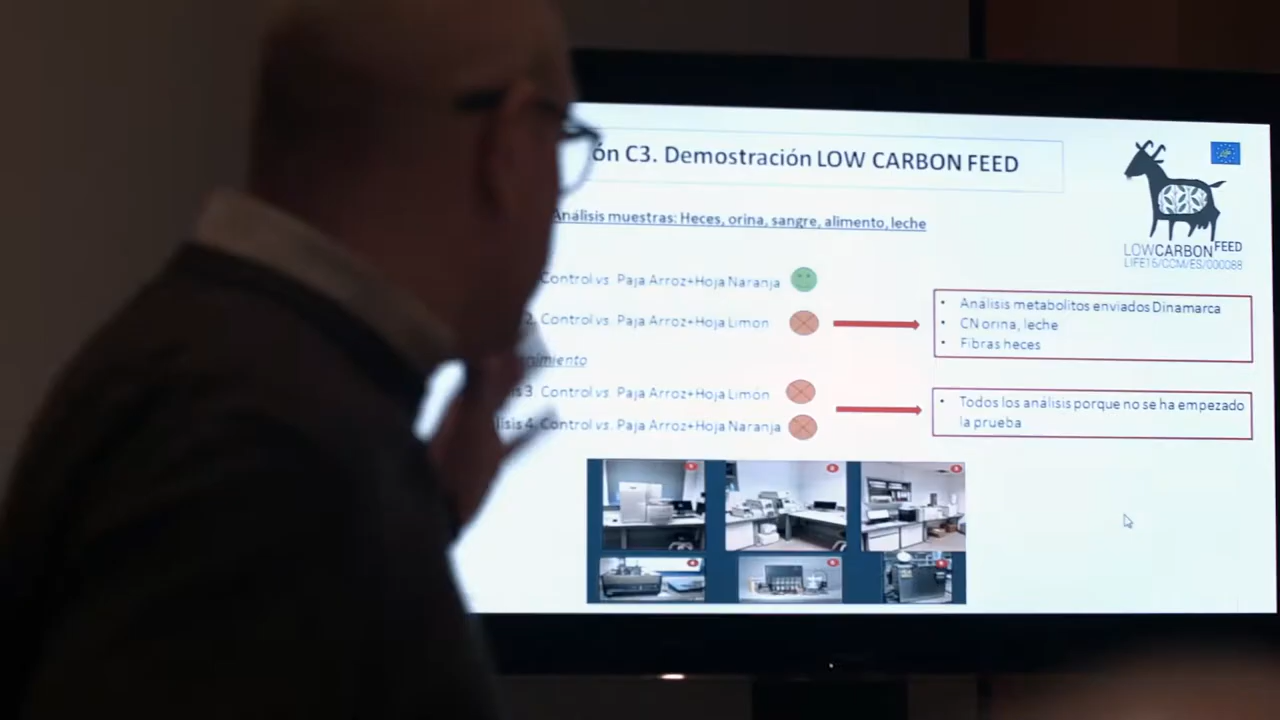 ón C3. Demostración LOW CARBON FEED
Análisis muestras: Heces, orina, sangre, alimento, leche
Control vs. Paja Arroz+Hoja Naranja
2. Control vs. Paja Arroz+Hoja Limon
imiento
is 3. Control vs. Paja Arroz+Hoja Limón
lisis 4. Control vs. Paja Arroz+Hoja Naranja
• Análisis metabolitos enviados Dinamarca
• CN orina, leche
• Fibras heces
• Todos los análisis porque no se ha empezado
la prueba
LOWCARBONFEED
LIFE15/CCM/ES/000088